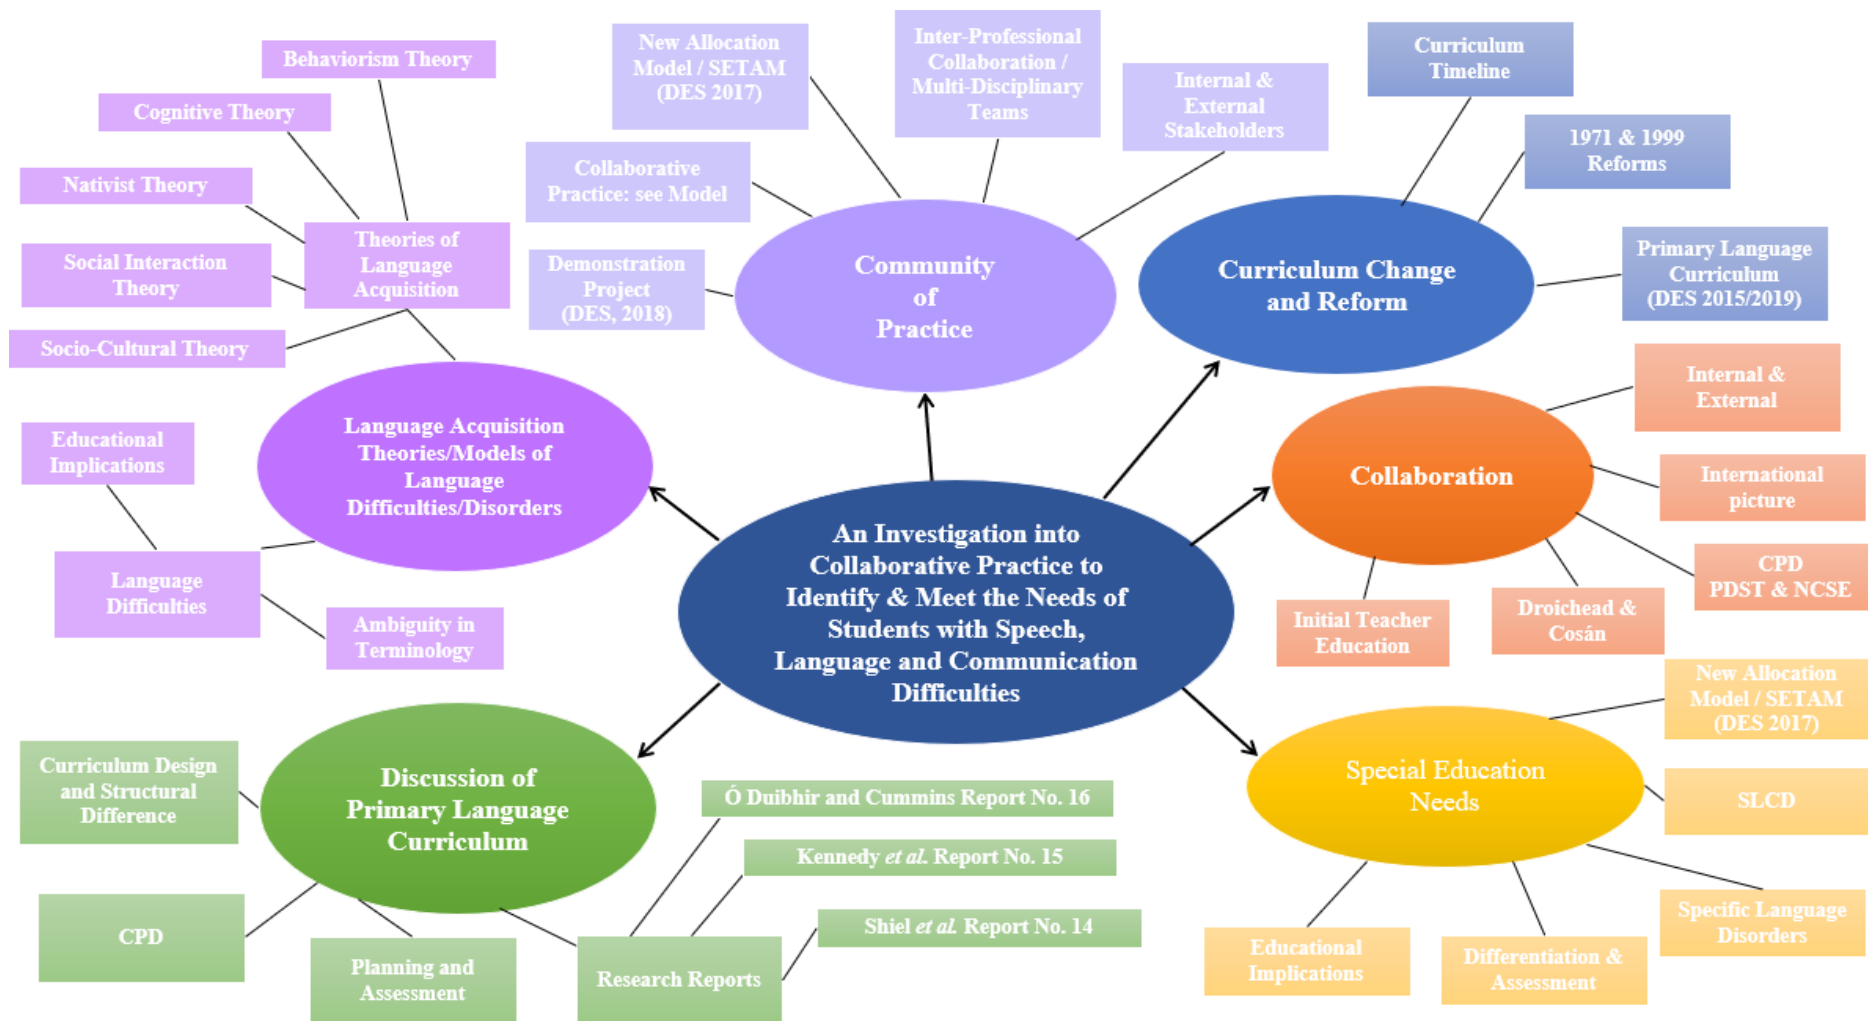 Behaviorism Theory
Cognitive Theory
Nativist Theory
Social Interaction
Theory
Socio-Cultural Theory
Theories of
Language
Acquisition
New Allocation
Model / SETAM
(DES 2017)
Inter-Professional
Collaboration /
Multi-Disciplinary
Teams
Internal &
External
Stakeholders
Collaborative
Practice: see Model
Demonstration
Project
(DES, 2018)
Community
of
Practice
Curriculum
Timeline
1971 & 1999
Reforms
Primary Language
Curriculum
(DES 2015/2019)
Curriculum Change
and Reform
Language Acquisition
Theories/Models of
Language
Difficulties/Disorders
Educational
Implications
Language
Difficulties
Ambiguity in
Terminology
An Investigation into
Collaborative Practice to
Identify & Meet the Needs of
Students with Speech,
Language and Communication
Difficulties
Collaboration
Internal &
External
International
picture
CPD
PDST & NCSE
Droichead &
Cosán
Initial Teacher
Education
Discussion of
Primary Language
Curriculum
Curriculum Design
and Structural
Difference
CPD
Planning and
Assessment
Research Reports
Ó Duibhir and Cummins Report No. 16
Kennedy et al. Report No. 15
Shiel et al. Report No. 14
Special Education
Needs
New Allocation
Model / SETAM
(DES 2017)
SLCD
Specific Language
Disorders
Differentiation &
Assessment
Educational
Implications